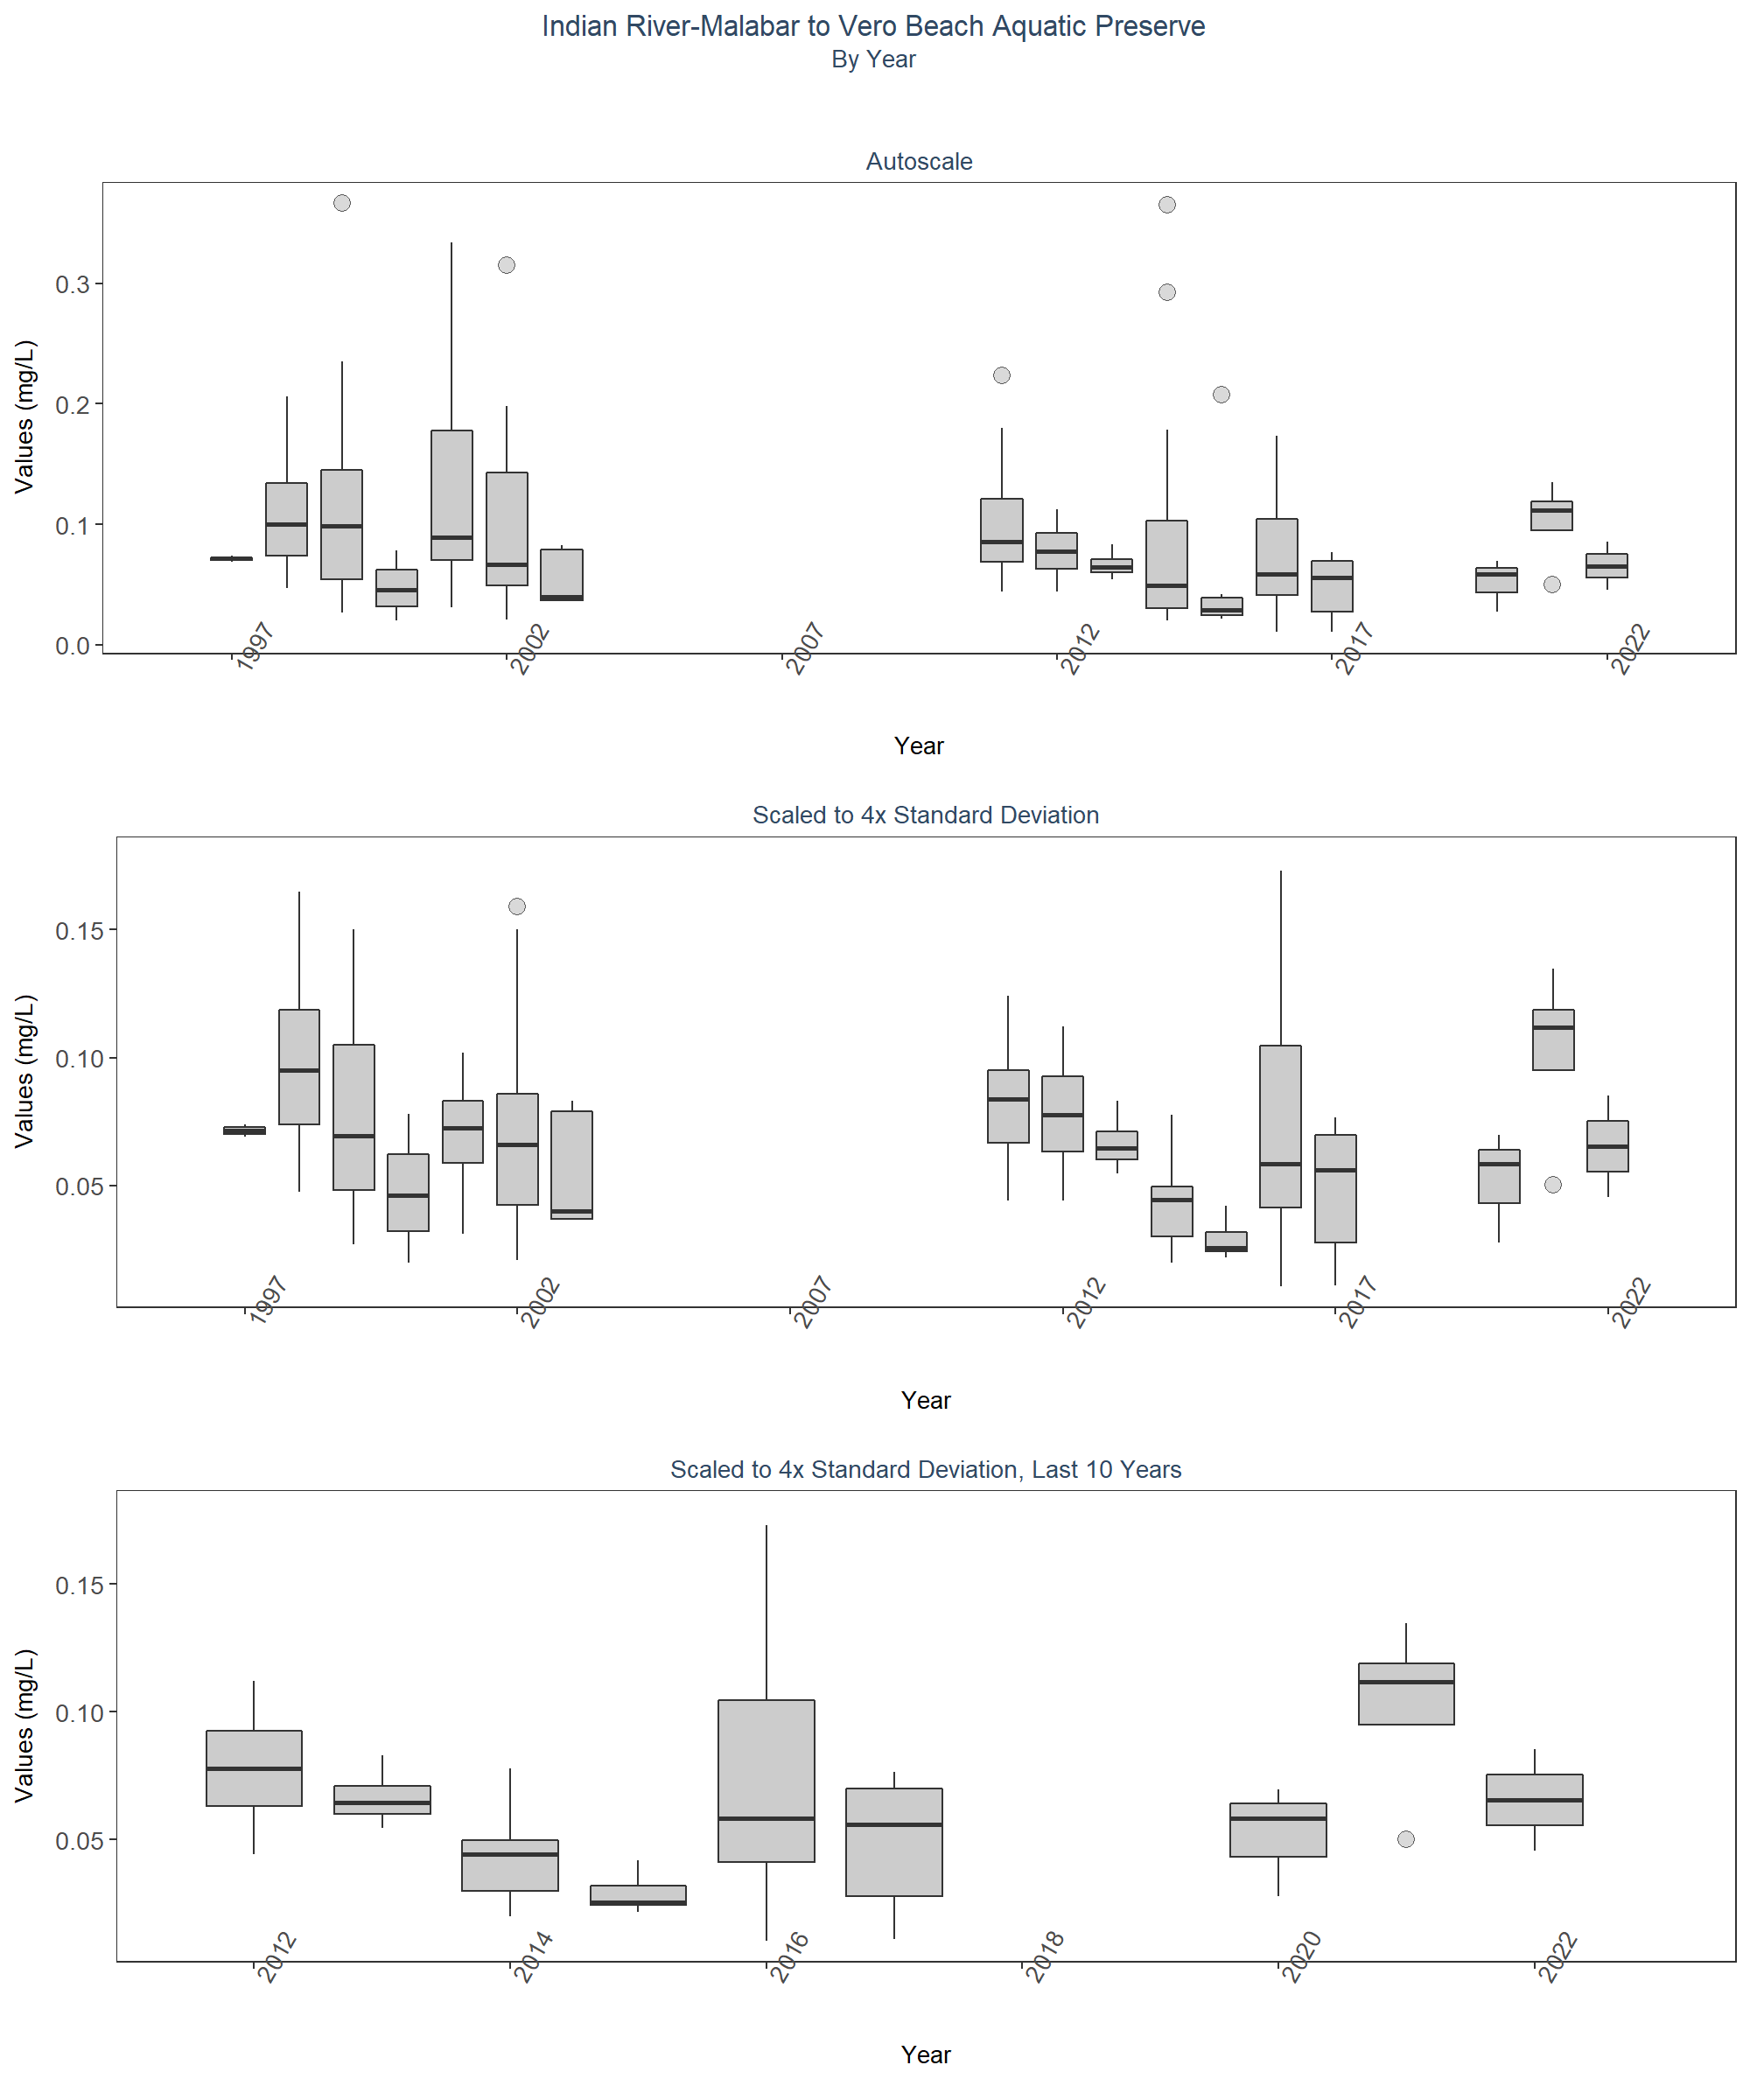 Indian River-Malabar to Vero Beach Aquatic Preserve
By Year
Autoscale
Values (mg/L)
0.3
0.2
0.1
0.0
1997
2002
2007
2012
2017
2022
Year
Scaled to 4x Standard Deviation
Values (mg/L)
0.15
0.10
0.05
1997
2002
2007
2012
2017
2022
Year
Scaled to 4x Standard Deviation, Last 10 Years
Values (mg/L)
0.15
0.10
0.05
2012
2014
2016
2018
2020
2022
Year